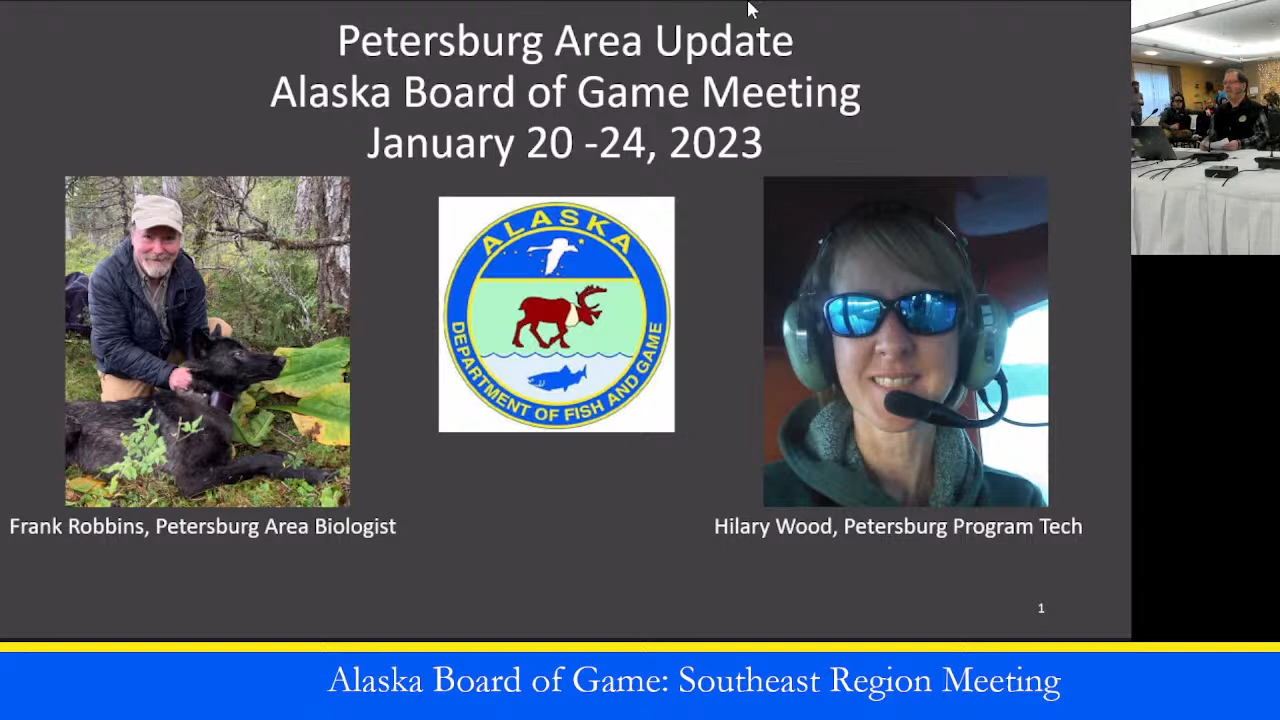 Petersburg Area Update
Alaska Board of Game Meeting
January 20 -24, 2023
ALASKA
DEPARTMENT OF FISH AND GAME
Frank Robbins, Petersburg Area Biologist
Hilary Wood, Petersburg Program Tech
1
Alaska Board of Game: Southeast Region Meeting